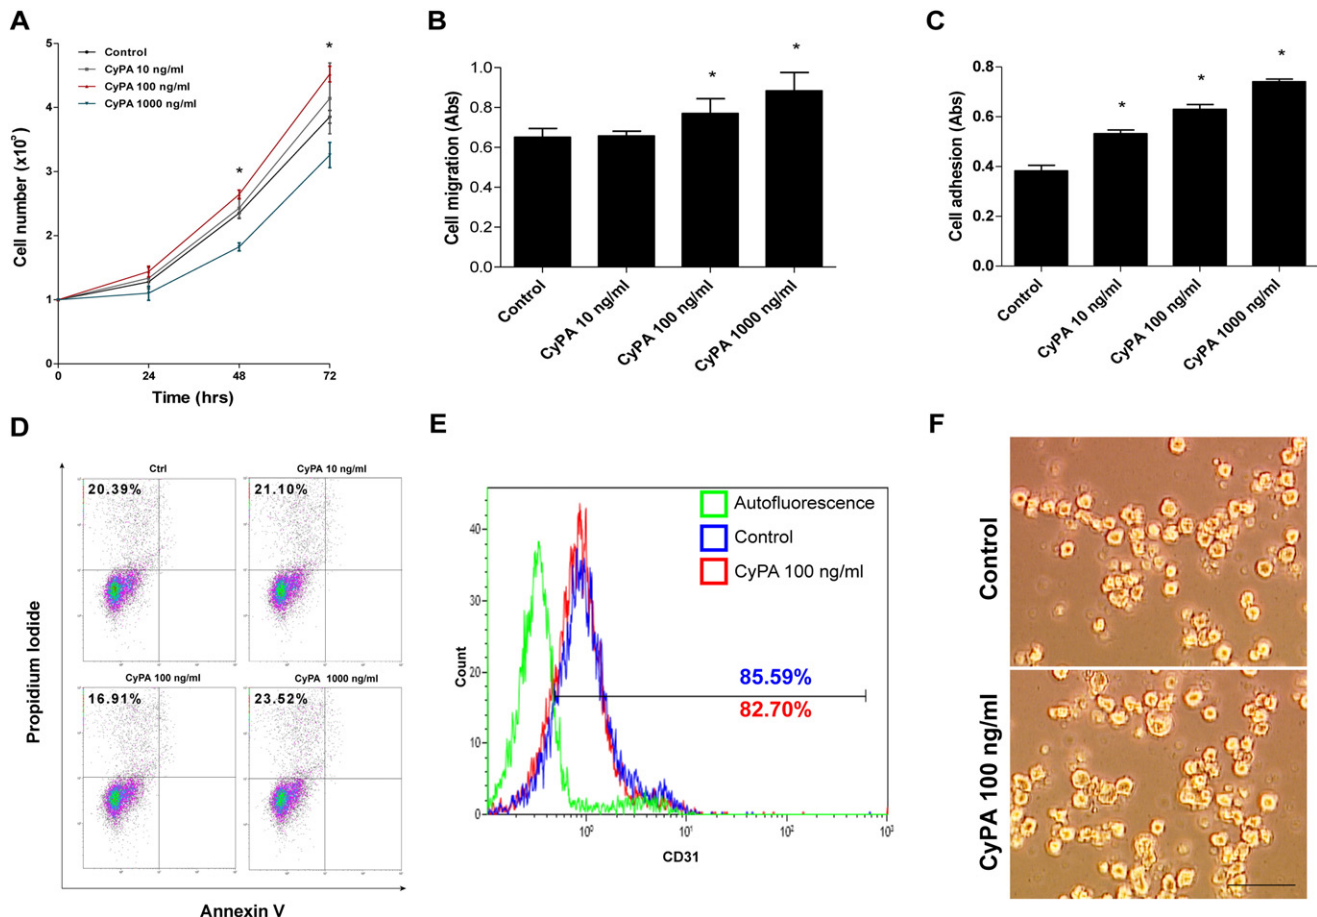 A
5
4
3
2
1
0
Cell number (x10⁵)
Control
CyPA 10 ng/ml
CyPA 100 ng/ml
CyPA 1000 ng/ml
*
*
0
24
48
72
Time (hrs)
B
1.0
0.8
0.6
0.4
0.2
0.0
Cell migration (Abs)
*
*
Control
CyPA 10 ng/ml
CyPA 100 ng/ml
CyPA 1000 ng/ml
C
0.8
0.6
0.4
0.2
0.0
Cell adhesion (Abs)
*
*
*
Control
CyPA 10 ng/ml
CyPA 100 ng/ml
CyPA 1000 ng/ml
D
Propidium Iodide
Ctrl
20.39%
CyPA 10 ng/ml
21.10%
CyPA 100 ng/ml
16.91%
CyPA 1000 ng/ml
23.52%
Annexin V
E
Count
40
30
20
10
0
Autofluorescence
Control
CyPA 100 ng/ml
85.59%
82.70%
10⁰
10¹
10²
10³
CD31
F
Control
CyPA 100 ng/ml